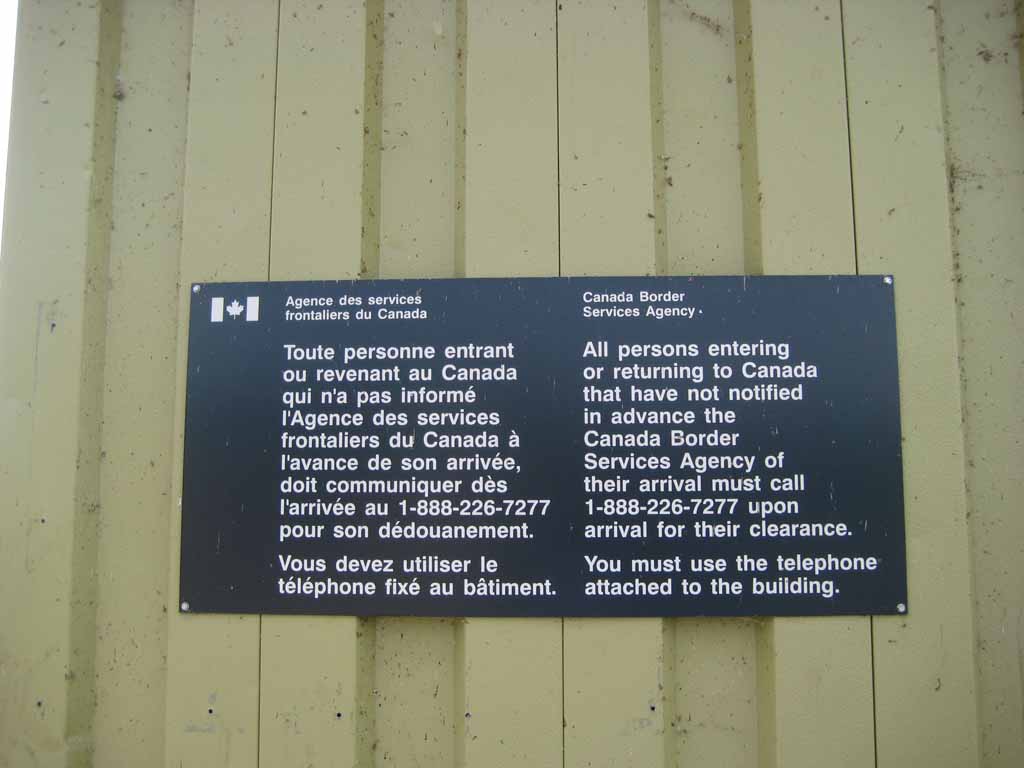 Agence des services
frontaliers du Canada
Toute personne entrant
ou revenant au Canada
qui n'a pas informé
l'Agence des services
frontaliers du Canada à
l'avance de son arrivée,
doit communiquer dès
l'arrivée au 1-888-226-7277
pour son dédouanement.
Vous devez utiliser le
téléphone fixé au bâtiment.
Canada Border
Services Agency
All persons entering
or returning to Canada
that have not notified
in advance the
Canada Border
Services Agency of
their arrival must call
1-888-226-7277 upon
arrival for their clearance.
You must use the telephone
attached to the building.